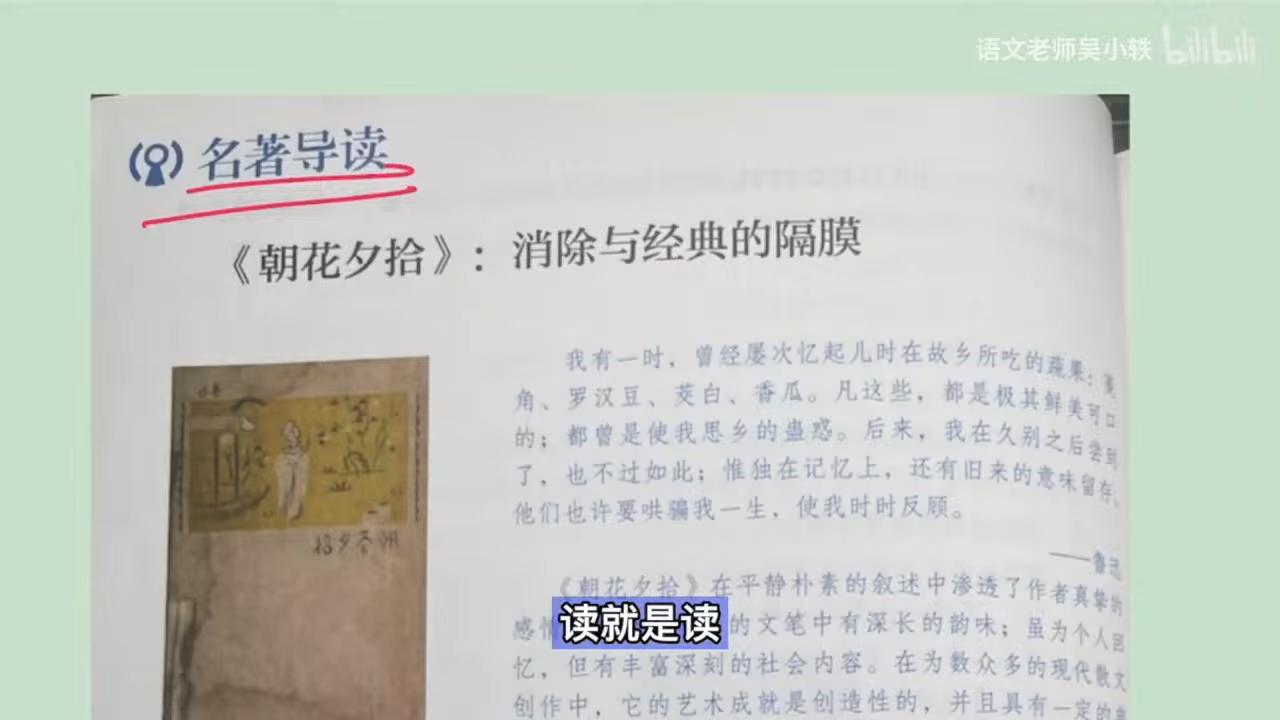 语文老师吴小轶 bilibili
名著导读
《朝花夕拾》：消除与经典的隔膜
我有一时，曾经屡次忆起儿时在故乡所吃的蔬果：菱
角、罗汉豆、茭白、香瓜。凡这些，都是极其鲜美可口
的；都曾是使我思乡的蛊惑。后来，我在久别之后尝到
了，也不过如此；惟独在记忆上，还有旧来的意味留存。
他们也许要哄骗我一生，使我时时反顾。
——鲁迅
《朝花夕拾》在平静朴素的叙述中渗透了作者真挚的
感情 的文笔中有深长的韵味；虽为个人回
忆，但有丰富深刻的社会内容。在为数众多的现代散文
创作中，它的艺术成就是创造性的，并且具有一定的典
读就是读